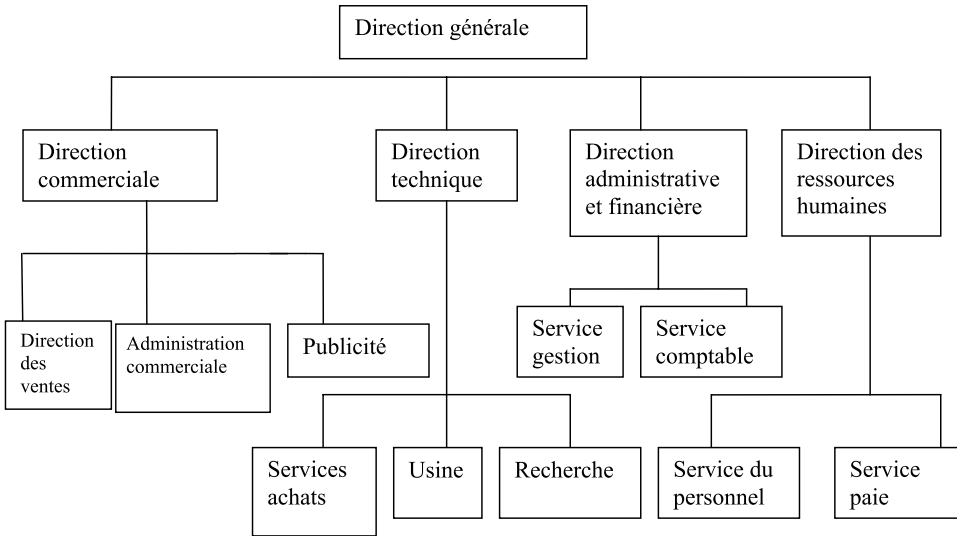 Direction générale
Direction
commerciale
Direction
technique
Direction
administrative
et financière
Direction des
ressources
humaines
Direction
des
ventes
Administration
commerciale
Publicité
Service
gestion
Service
comptable
Services
achats
Usine
Recherche
Service du
personnel
Service
paie